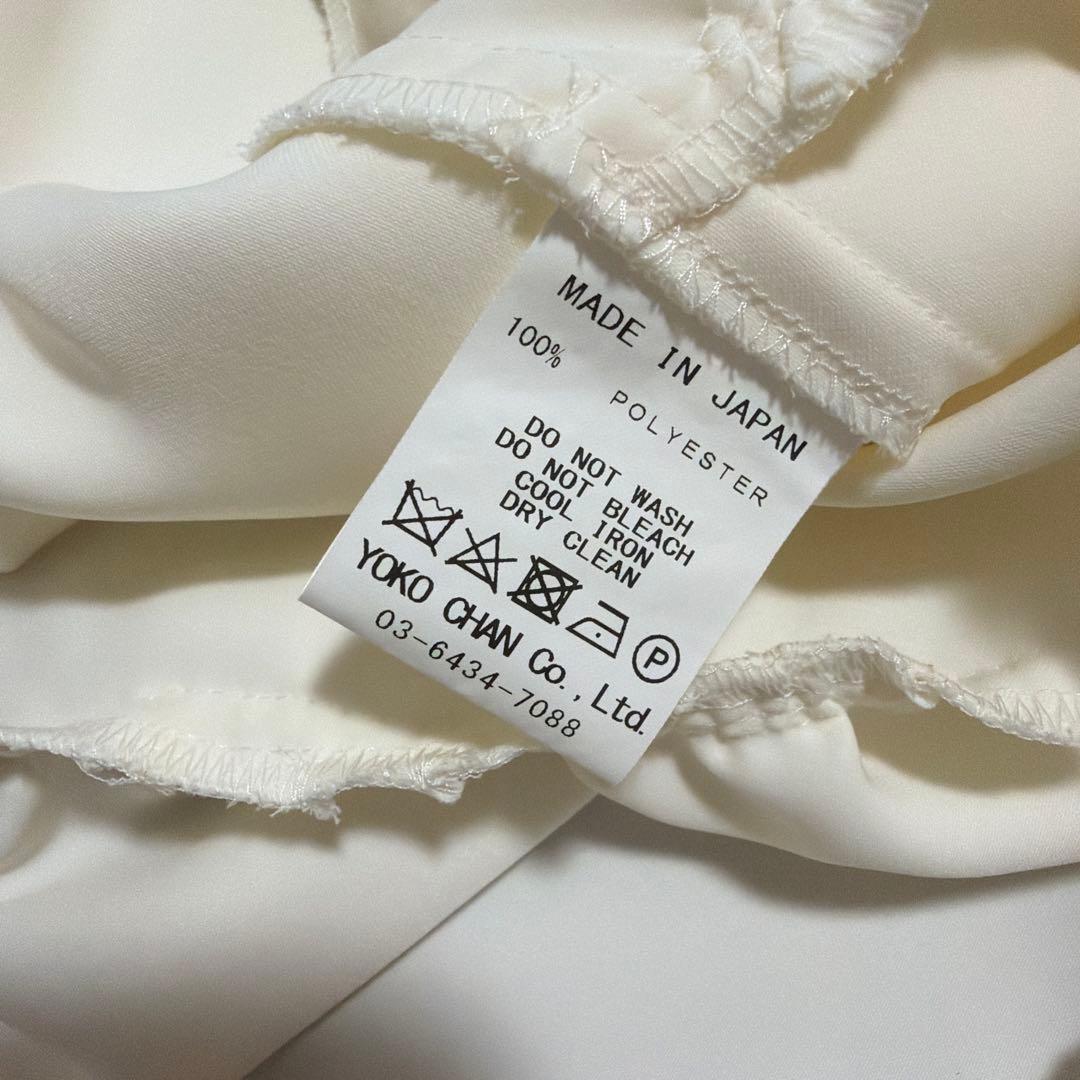 MADE IN JAPAN
100%
POLYESTER
DO NOT WASH
DO NOT BLEACH
COOL IRON
DRY CLEAN
P
YOKO CHAN Co., Ltd.
03-6434-7088